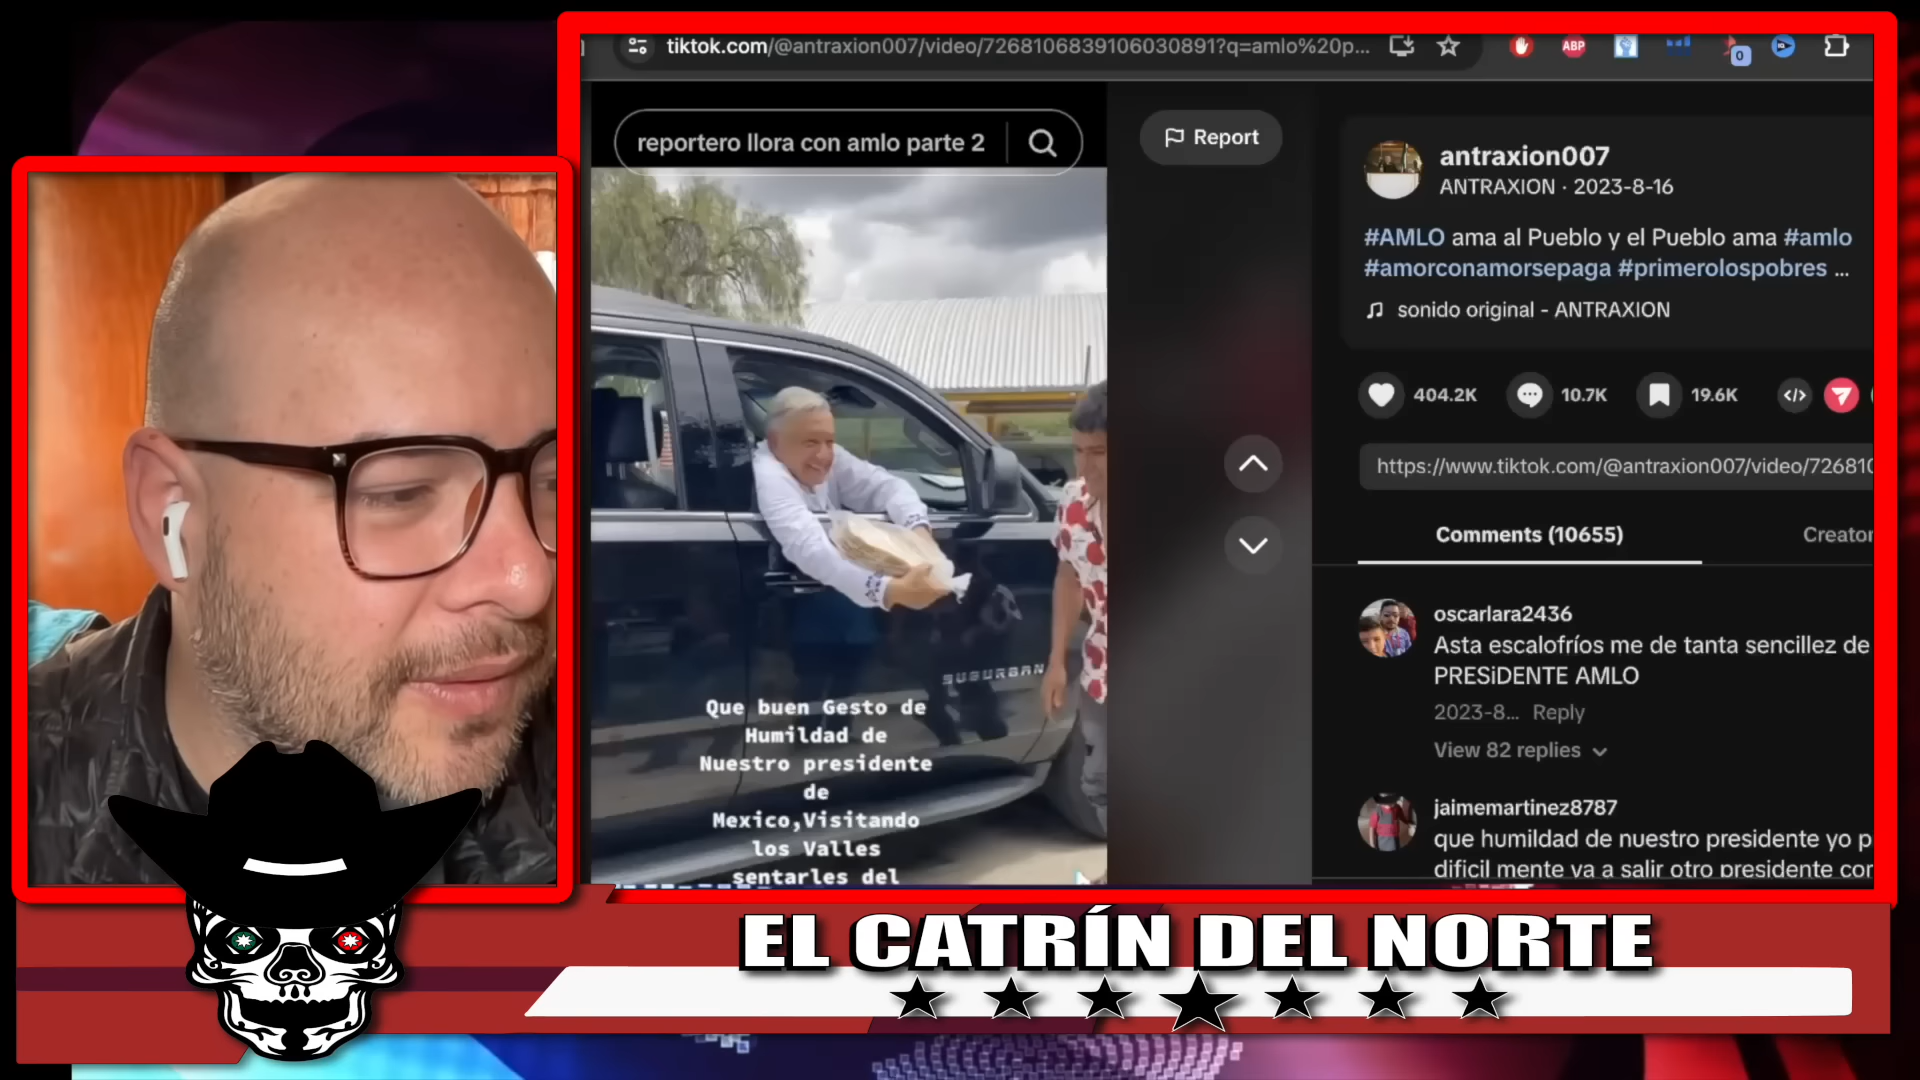 tiktok.com/@antraxion007/video/7268106839106030891?q=amlo%20p...
ABP
0
reportero llora con amlo parte 2
Report
antraxion007
ANTRAXION · 2023-8-16
#AMLO ama al Pueblo y el Pueblo ama #amlo
#amorconamorsepaga #primerolospobres ...
sonido original - ANTRAXION
404.2K
10.7K
19.6K
</>
https://www.tiktok.com/@antraxion007/video/72681
Comments (10655)
Creator
oscarlara2436
Asta escalofríos me de tanta sencillez de
PRESiDENTE AMLO
2023-8... Reply
View 82 replies
jaimemartinez8787
que humildad de nuestro presidente yo p
dificil mente va a salir otro presidente cor
SUBURBAN
Que buen Gesto de
Humildad de
Nuestro presidente
de
Mexico,Visitando
los Valles
sentarles del
EL CATRÍN DEL NORTE